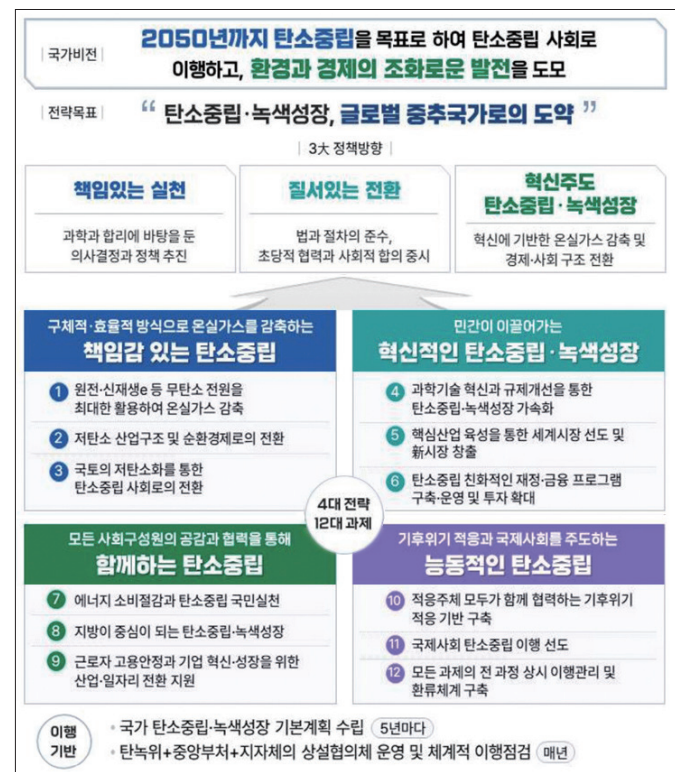 | 국가비전 |
2050년까지 탄소중립을 목표로 하여 탄소중립 사회로
이행하고, 환경과 경제의 조화로운 발전을 도모
| 전략목표 |
“ 탄소중립·녹색성장, 글로벌 중추국가로의 도약 ”
| 3大 정책방향 |
책임있는 실천
과학과 합리에 바탕을 둔
의사결정과 정책 추진
질서있는 전환
법과 절차의 준수,
초당적 협력과 사회적 합의 중시
혁신주도
탄소중립·녹색성장
혁신에 기반한 온실가스 감축 및
경제·사회 구조 전환
구체적·효율적 방식으로 온실가스를 감축하는
책임감 있는 탄소중립
1 원전·신재생e 등 무탄소 전원을
최대한 활용하여 온실가스 감축
2 저탄소 산업구조 및 순환경제로의 전환
3 국토의 저탄소화를 통한
탄소중립 사회로의 전환
민간이 이끌어가는
혁신적인 탄소중립·녹색성장
4 과학기술 혁신과 규제개선을 통한
탄소중립·녹색성장 가속화
5 핵심산업 육성을 통한 세계시장 선도 및
新시장 창출
6 탄소중립 친화적인 재정·금융 프로그램
구축·운영 및 투자 확대
4대 전략
12대 과제
모든 사회구성원의 공감과 협력을 통해
함께하는 탄소중립
7 에너지 소비절감과 탄소중립 국민실천
8 지방이 중심이 되는 탄소중립·녹색성장
9 근로자 고용안정과 기업 혁신·성장을 위한
산업·일자리 전환 지원
기후위기 적응과 국제사회를 주도하는
능동적인 탄소중립
10 적응주체 모두가 함께 협력하는 기후위기
적응 기반 구축
11 국제사회 탄소중립 이행 선도
12 모든 과제의 전 과정 상시 이행관리 및
환류체계 구축
이행
기반
· 국가 탄소중립·녹색성장 기본계획 수립 5년마다
· 탄녹위+중앙부처+지자체의 상설협의체 운영 및 체계적 이행점검 매년